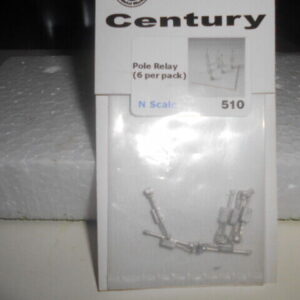 Century
Pole Relay
(6 per pack)
N Scale 510